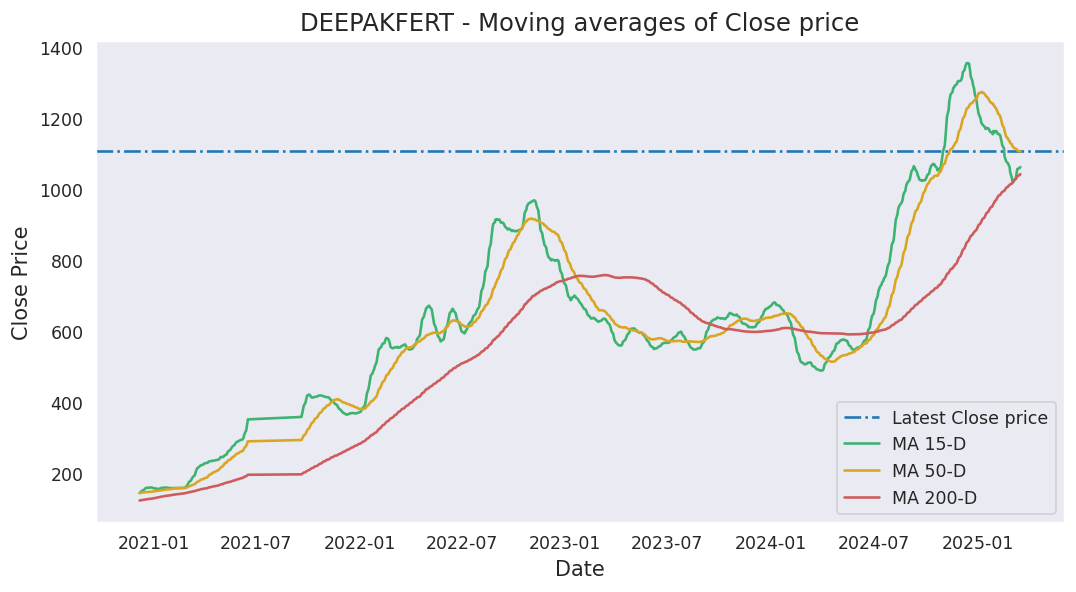 DEEPAKFERT - Moving averages of Close price
1400
1200
1000
800
600
400
200
Close Price
Latest Close price
MA 15-D
MA 50-D
MA 200-D
2021-01 2021-07 2022-01 2022-07 2023-01 2023-07 2024-01 2024-07 2025-01
Date